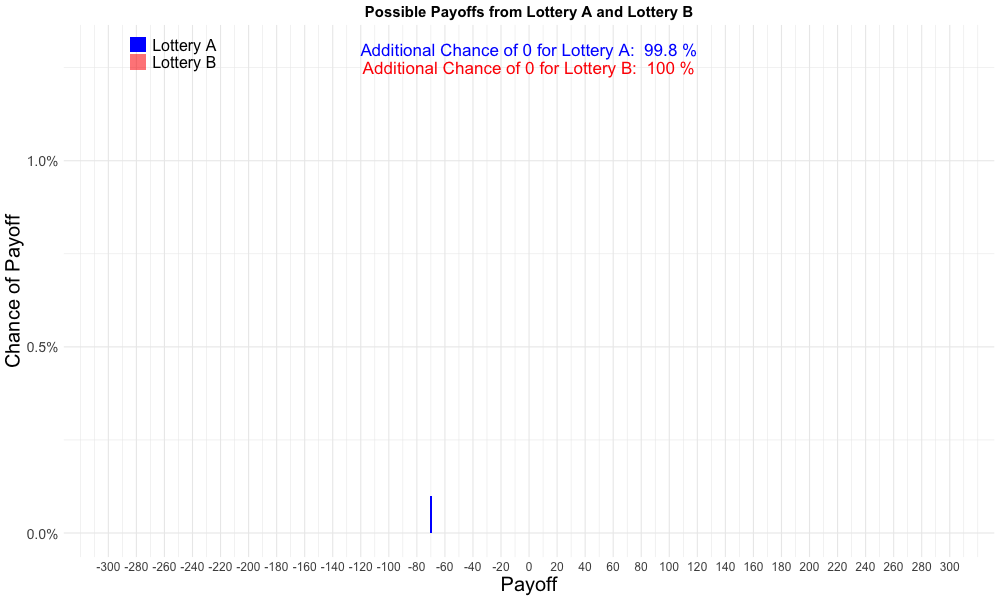 Possible Payoffs from Lottery A and Lottery B
Lottery A
Lottery B
Additional Chance of 0 for Lottery A:  99.8 %
Additional Chance of 0 for Lottery B:  100 %
Chance of Payoff
1.0%
0.5%
0.0%
-300 -280 -260 -240 -220 -200 -180 -160 -140 -120 -100 -80 -60 -40 -20 0 20 40 60 80 100 120 140 160 180 200 220 240 260 280 300
Payoff